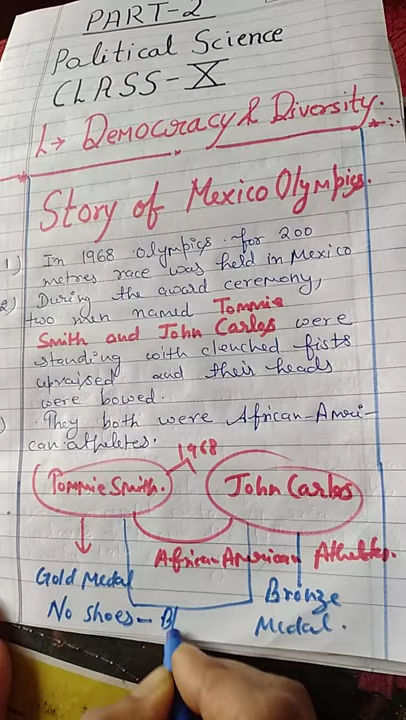 PART-2
Political Science
CLASS-X
1→ Democracy & Diversity.
Story of Mexico Olympics.
1) In 1968 Olympics for 200
metres race was held in Mexico
2) During the award ceremony,
two men named Tommie
Smith and John Carlos were
standing with clenched fists
upraised and their heads
were bowed.
They both were African-Ameri-
can atheletes.
1968
Tommie Smith.
John Carlos
African American Athletes.
Gold Medal
Bronze
Medal.
No shoes- Bl